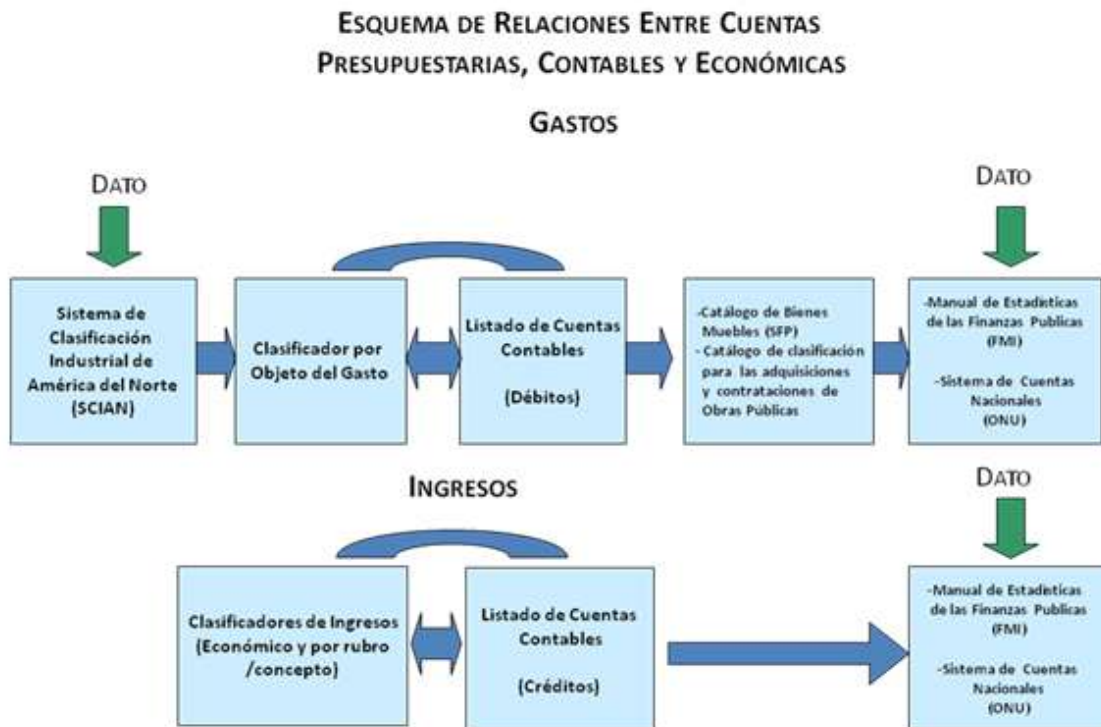 ESQUEMA DE RELACIONES ENTRE CUENTAS
PRESUPUESTARIAS, CONTABLES Y ECONÓMICAS
GASTOS
DATO
DATO
Sistema de
Clasificación
Industrial de
América del Norte
(SCIAN)
Clasificador por
Objeto del Gasto
Listado de Cuentas
Contables
(Débitos)
-Catálogo de Bienes
Muebles (SFP)
- Catálogo de clasificación
para las adquisiciones
y contrataciones de
Obras Públicas
-Manual de Estadísticas
de las Finanzas Publicas
(FMI)
-Sistema de Cuentas
Nacionales
(ONU)
INGRESOS
DATO
Clasificadores de Ingresos
(Económico y por rubro
/concepto)
Listado de Cuentas
Contables
(Créditos)
-Manual de Estadísticas
de las Finanzas Publicas
(FMI)
-Sistema de Cuentas
Nacionales
(ONU)